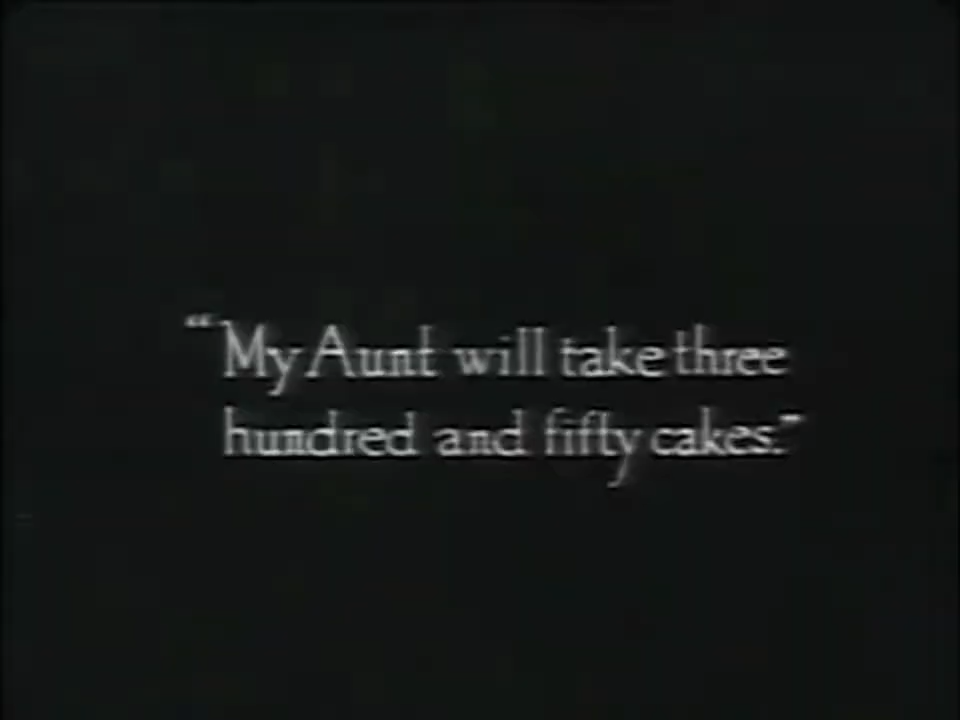 “My Aunt will take three
hundred and fifty cakes.”